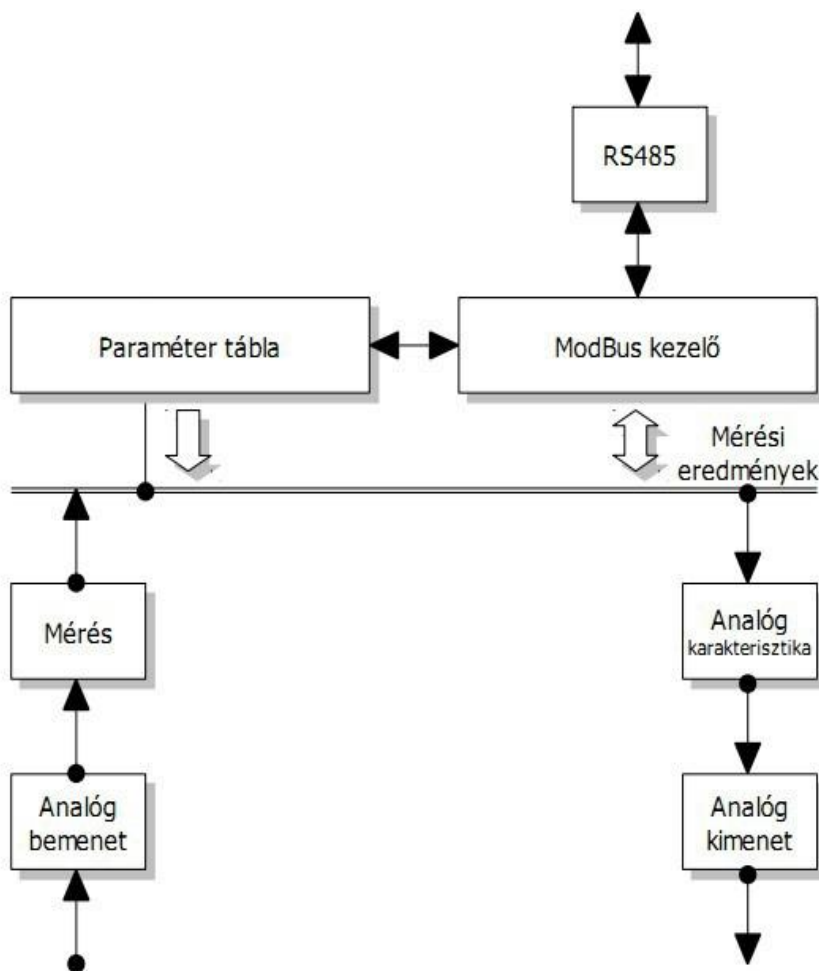 RS485
Paraméter tábla
ModBus kezelő
Mérési
eredmények
Mérés
Analóg
karakterisztika
Analóg
bemenet
Analóg
kimenet